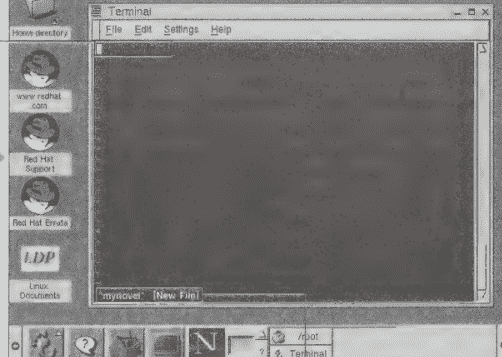 Terminal
File Edit Settings Help
Home directory
www.redhat
.com
Red Hat
Support
Red Hat Errata
LDP
Linux
Documents
"mynovel" [New File]
N
?
/root
Terminal